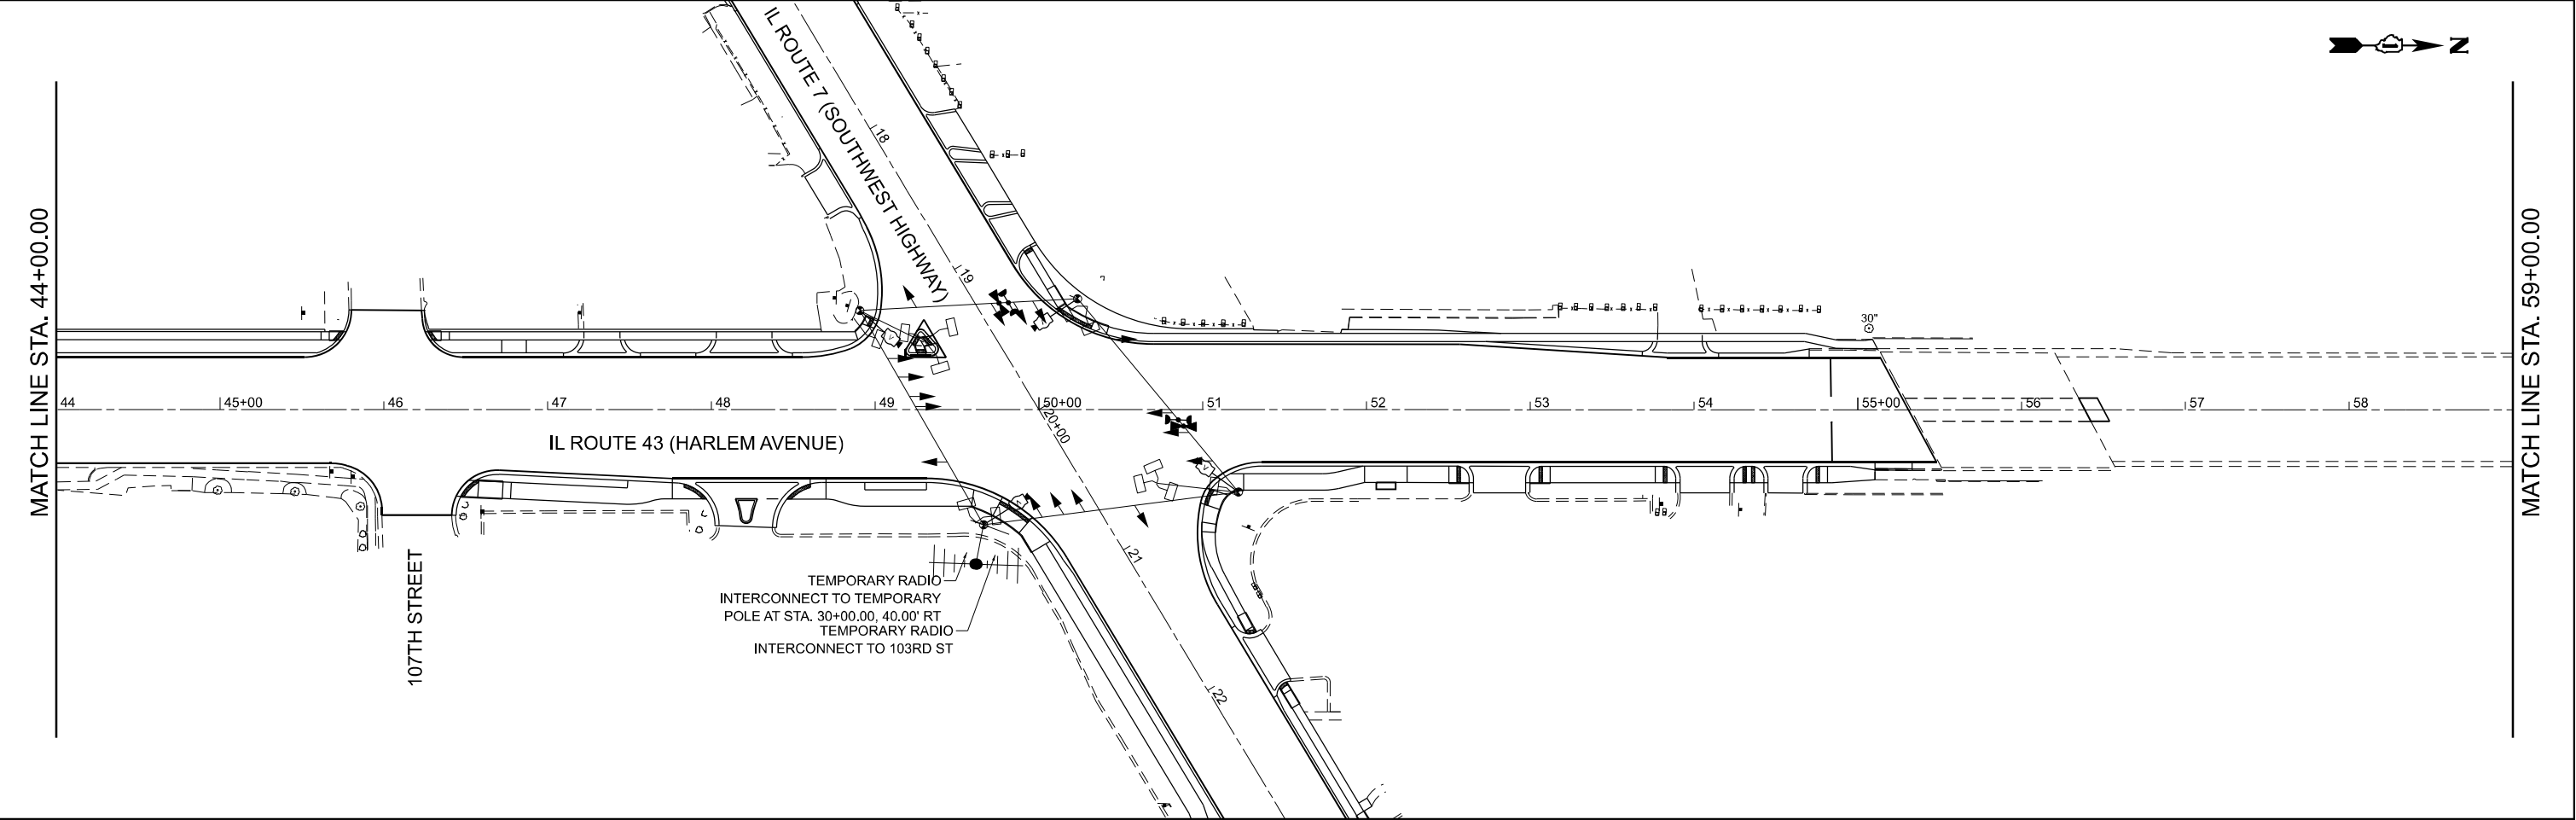 N
IL ROUTE 7 (SOUTHWEST HIGHWAY)
18
19
20+00
21
22
MATCH LINE STA. 44+00.00
MATCH LINE STA. 59+00.00
30"
44
45+00
46
47
48
49
50+00
51
52
53
54
55+00
56
57
58
IL ROUTE 43 (HARLEM AVENUE)
107TH STREET
TEMPORARY RADIO
INTERCONNECT TO TEMPORARY
POLE AT STA. 30+00.00, 40.00' RT
TEMPORARY RADIO
INTERCONNECT TO 103RD ST